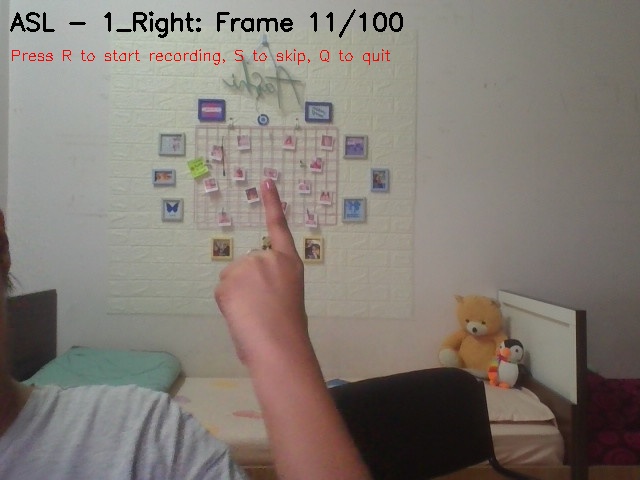 ASL - 1_Right: Frame 11/100
Press R to start recording, S to skip, Q to quit